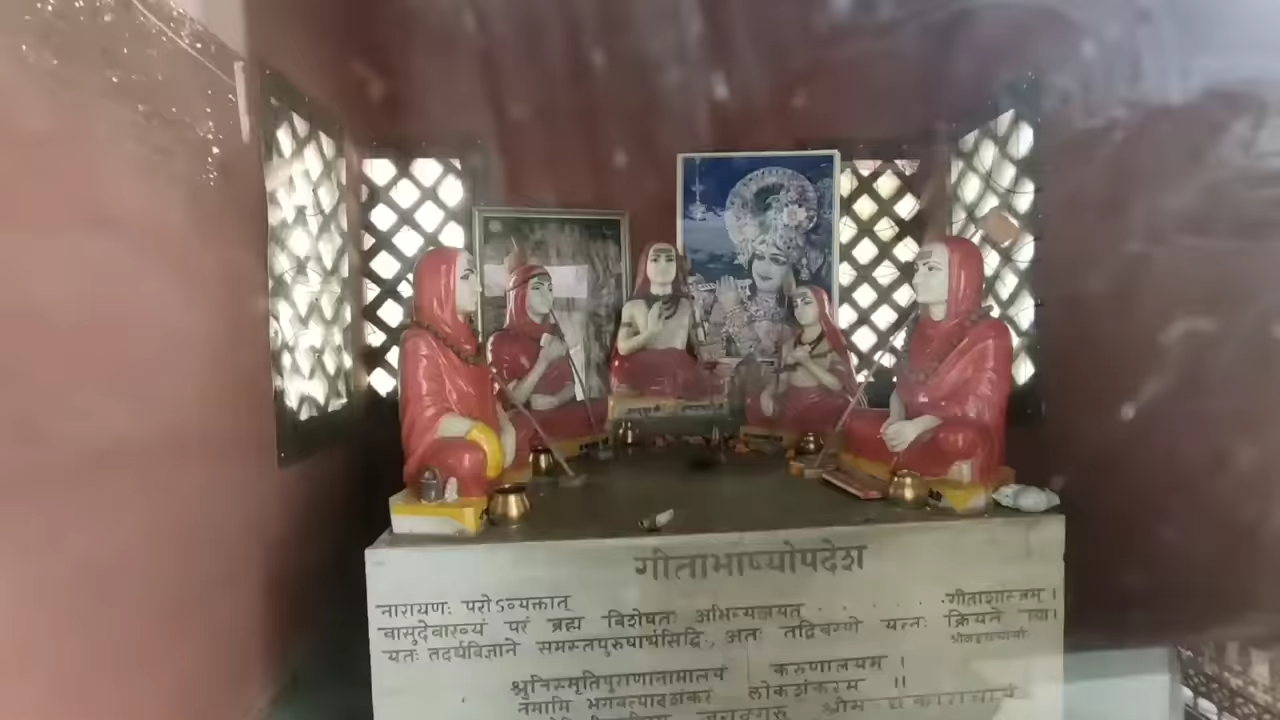 गीताभाष्योपदेश
नारायणः परोऽव्यक्तात्
वासुदेवाख्यं परं ब्रह्म विशेषतः अभिव्यञ्जयत् . . . . . . . गीताशास्त्रम् ।
यतः तदर्थविज्ञाने समस्तपुरुषार्थसिद्धिः, अतः तद्विवरणे यत्नः क्रियते मया।
श्रुतिस्मृतिपुराणानामालयं करुणालयम् ।
नमामि भगवत्पादशंकरं लोकशंकरम ॥
जगद्गुरु